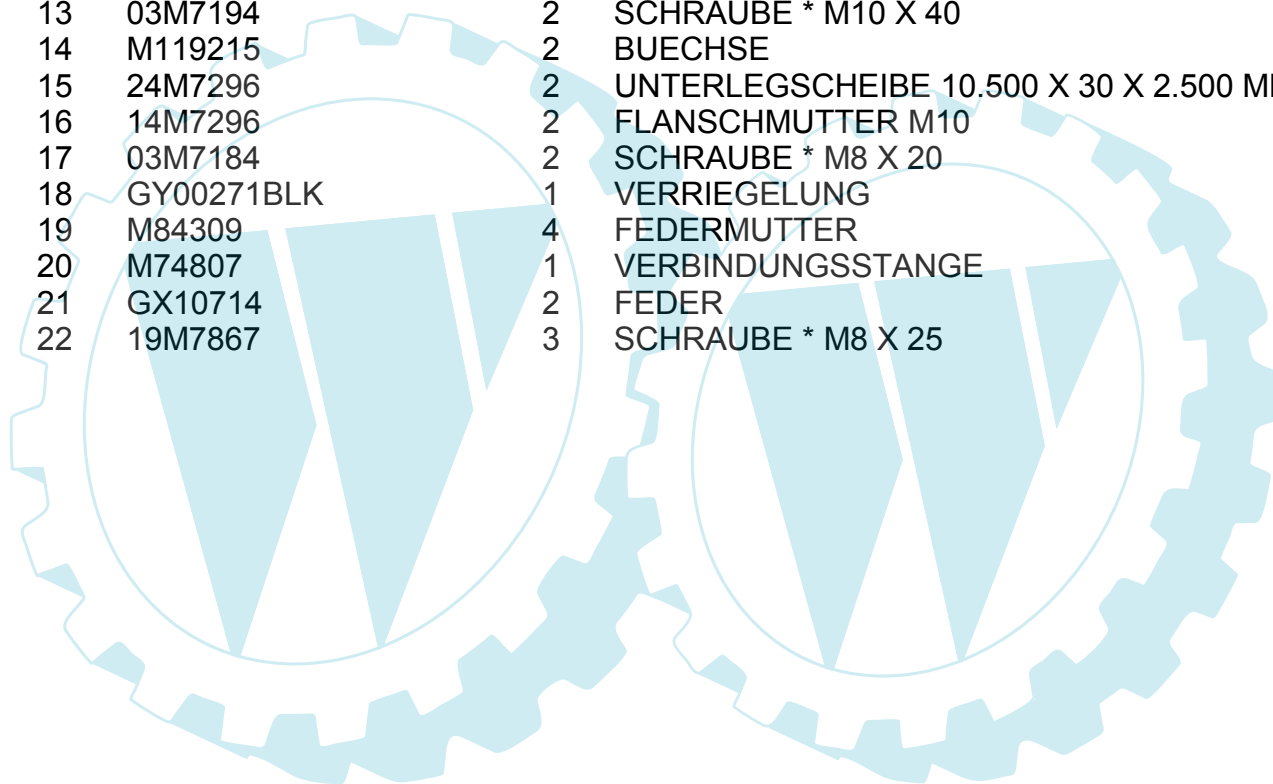 13 03M7194 2 SCHRAUBE * M10 X 40
14 M119215 2 BUECHSE
15 24M7296 2 UNTERLEGSCHEIBE 10.500 X 30 X 2.500
16 14M7296 2 FLANSCHMUTTER M10
17 03M7184 2 SCHRAUBE * M8 X 20
18 GY00271BLK 1 VERRIEGELUNG
19 M84309 4 FEDERMUTTER
20 M74807 1 VERBINDUNGSSTANGE
21 GX10714 2 FEDER
22 19M7867 3 SCHRAUBE * M8 X 25